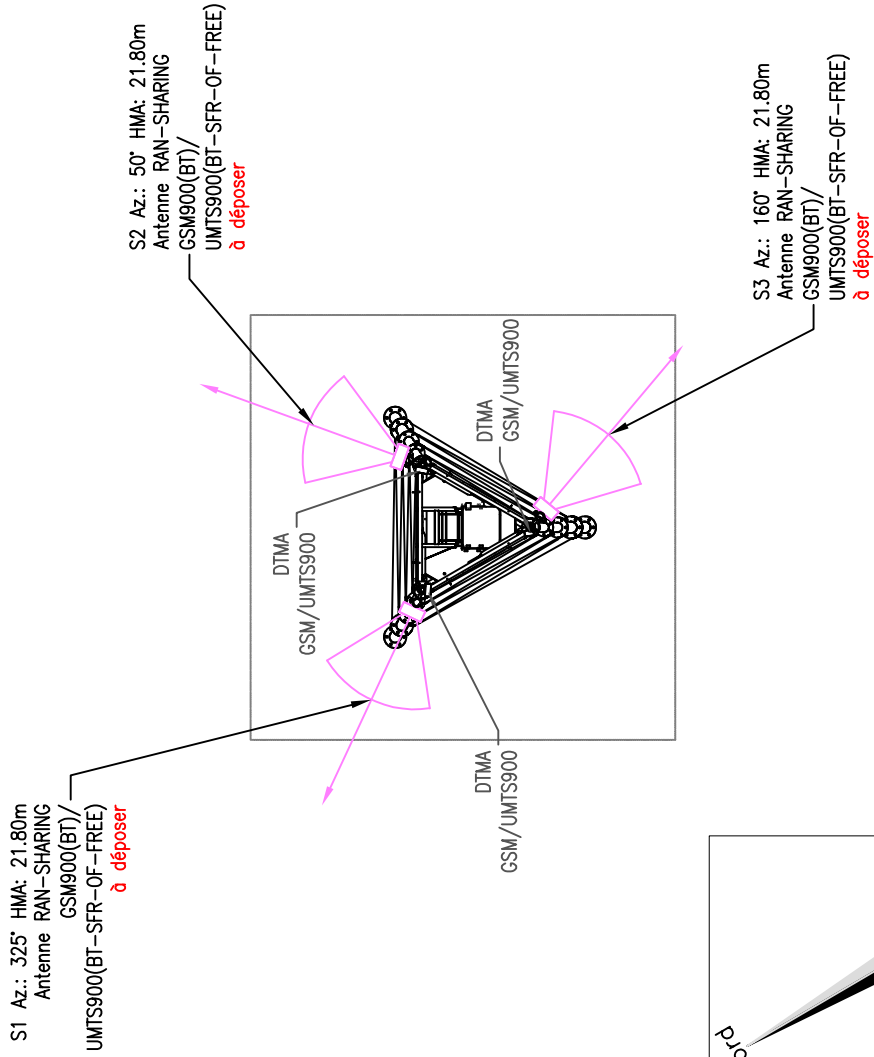 S1 Az.: 325° HMA: 21.80m
Antenne RAN-SHARING
GSM900(BT)/
UMTS900(BT-SFR-OF-FREE)
à déposer
S2 Az.: 50° HMA: 21.80m
Antenne RAN-SHARING
GSM900(BT)/
UMTS900(BT-SFR-OF-FREE)
à déposer
S3 Az.: 160° HMA: 21.80m
Antenne RAN-SHARING
GSM900(BT)/
UMTS900(BT-SFR-OF-FREE)
à déposer
DTMA
GSM/UMTS900
DTMA
GSM/UMTS900
DTMA
GSM/UMTS900